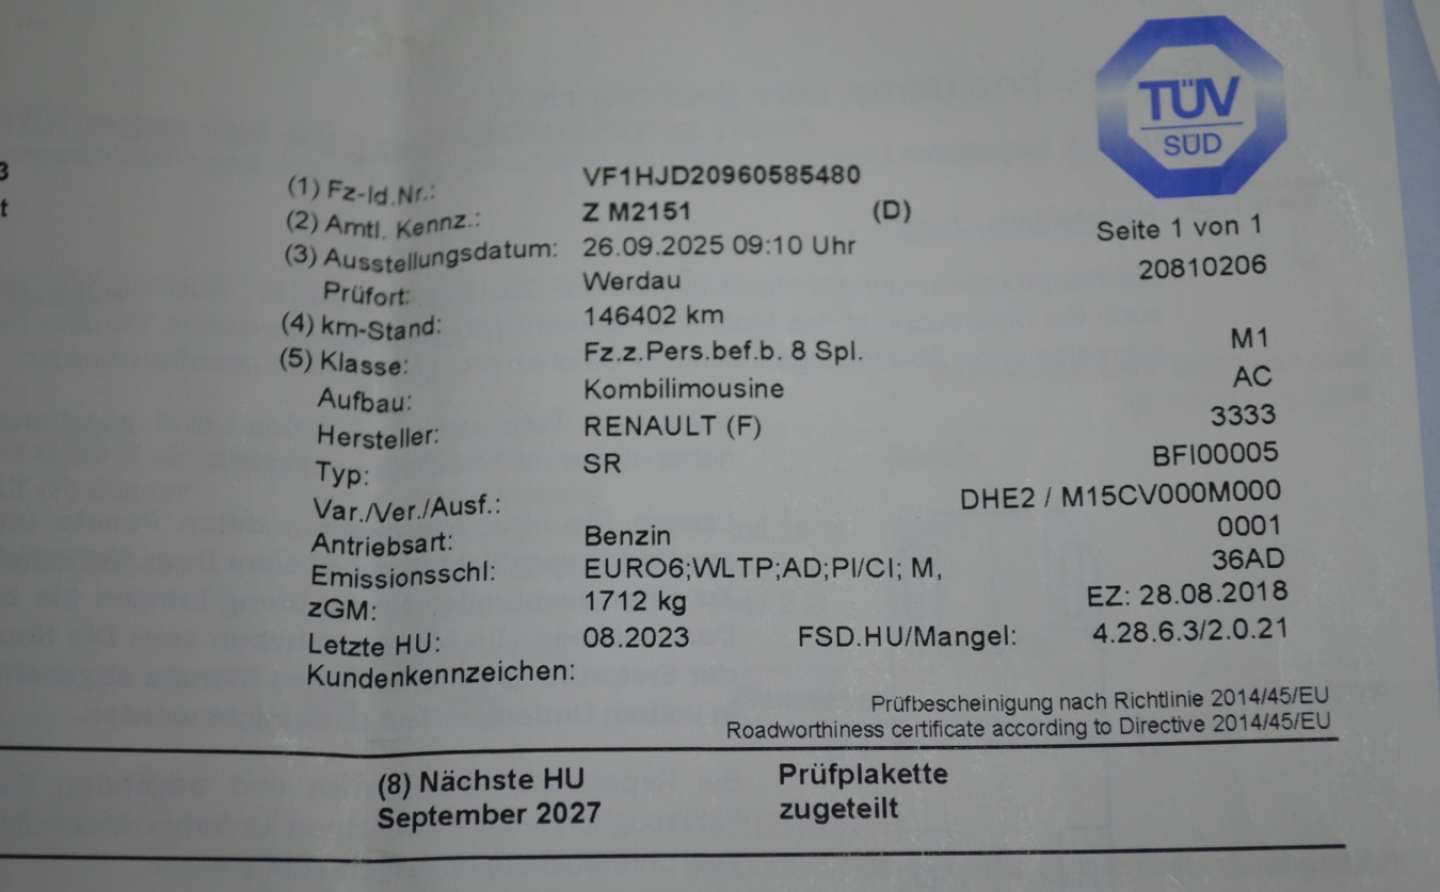 TÜV
SÜD
3
t
(1) Fz-Id.Nr.: VF1HJD20960585480
(2) Amtl. Kennz.: Z M2151 (D)
Seite 1 von 1
(3) Ausstellungsdatum: 26.09.2025 09:10 Uhr
20810206
Prüfort: Werdau
(4) km-Stand: 146402 km
(5) Klasse: Fz.z.Pers.bef.b. 8 Spl. M1
Aufbau: Kombilimousine AC
Hersteller: RENAULT (F) 3333
Typ: SR BFI00005
Var./Ver./Ausf.: DHE2 / M15CV000M000
Antriebsart: Benzin 0001
Emissionsschl: EURO6;WLTP;AD;PI/CI; M, 36AD
zGM: 1712 kg EZ: 28.08.2018
Letzte HU: 08.2023 FSD.HU/Mangel: 4.28.6.3/2.0.21
Kundenkennzeichen:
Prüfbescheinigung nach Richtlinie 2014/45/EU
Roadworthiness certificate according to Directive 2014/45/EU
(8) Nächste HU Prüfplakette
September 2027 zugeteilt